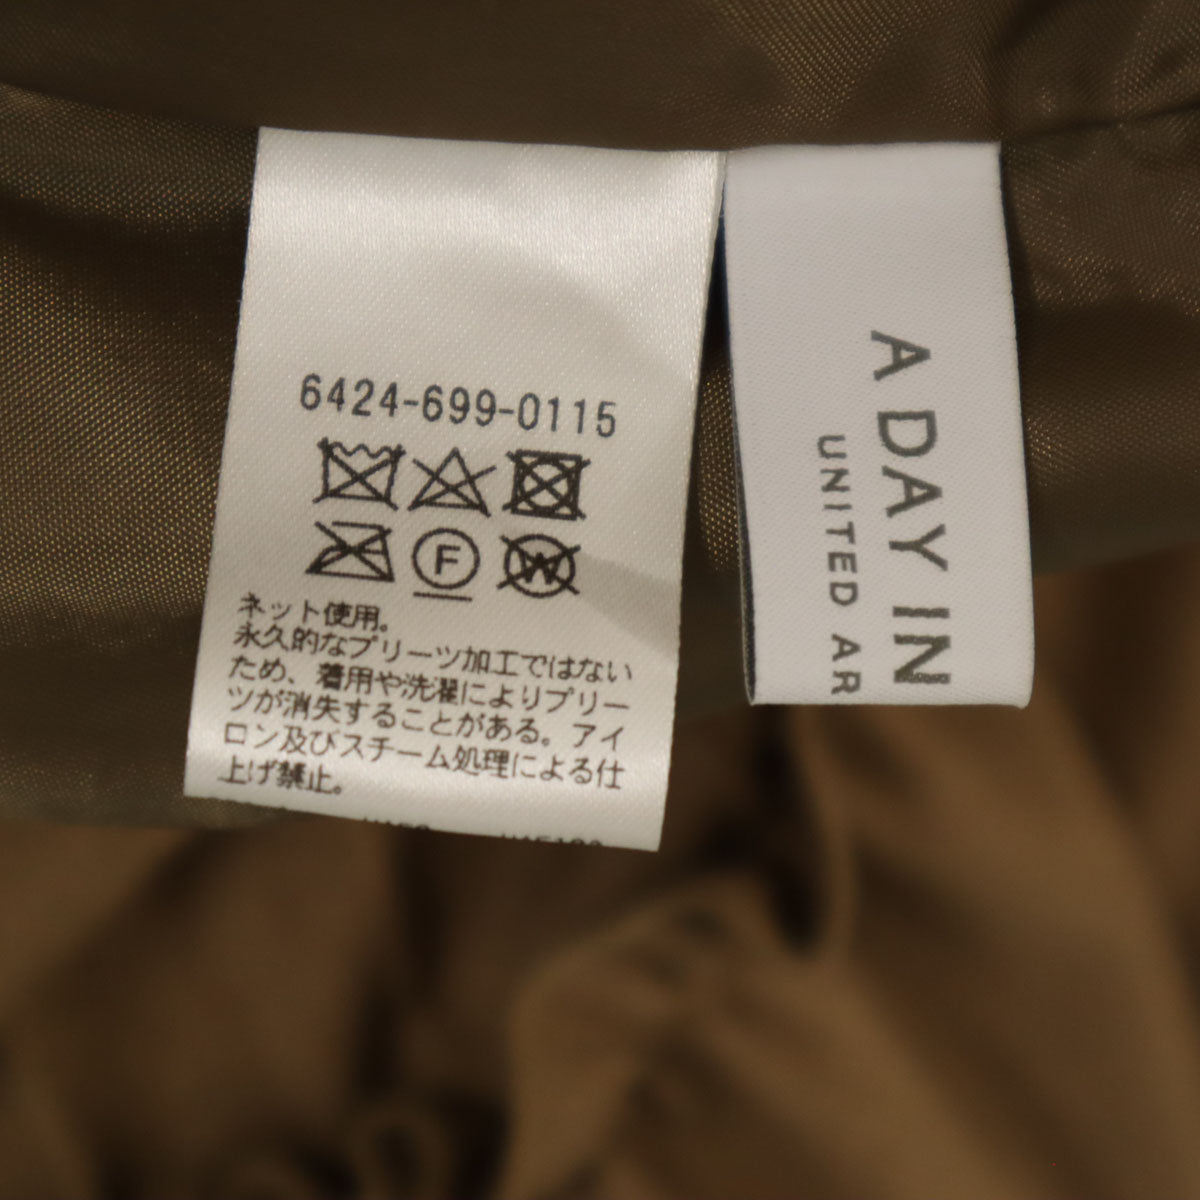 6424-699-0115
F
W
ネット使用。
永久的なプリーツ加工ではない
ため、着用や洗濯によりプリー
ツが消失することがある。アイ
ロン及びスチーム処理による仕
上げ禁止。
A DAY IN
UNITED AR